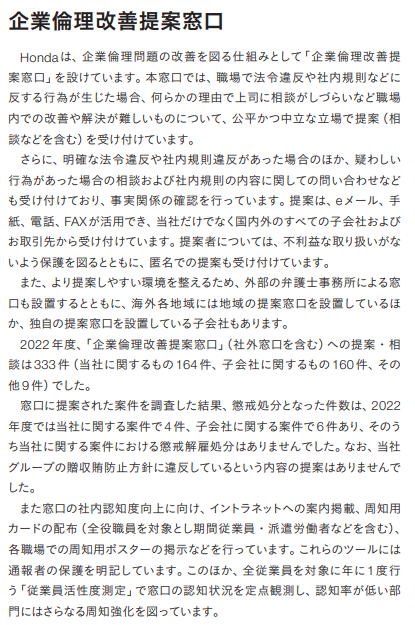 企業倫理改善提案窓口
Hondaは、企業倫理問題の改善を図る仕組みとして「企業倫理改善提
案窓口」を設けています。本窓口では、職場で法令違反や社内規則などに
反する行為が生じた場合、何らかの理由で上司に相談がしづらいなど職場
内での改善や解決が難しいものについて、公平かつ中立な立場で提案（相
談などを含む）を受け付けています。
さらに、明確な法令違反や社内規則違反があった場合のほか、疑わしい
行為があった場合の相談および社内規則の内容に関しての問い合わせなど
も受け付けており、事実関係の確認を行っています。提案は、eメール、手
紙、電話、FAXが活用でき、当社だけでなく国内外のすべての子会社および
お取引先から受け付けています。提案者については、不利益な取り扱いがな
いよう保護を図るとともに、匿名での提案も受け付けています。
また、より提案しやすい環境を整えるため、外部の弁護士事務所による窓
口も設置するとともに、海外各地域には地域の提案窓口を設置しているほ
か、独自の提案窓口を設置している子会社もあります。
2022年度、「企業倫理改善提案窓口」（社外窓口を含む）への提案・相
談は333件（当社に関するもの164件、子会社に関するもの160件、その
他9件）でした。
窓口に提案された案件を調査した結果、懲戒処分となった件数は、2022
年度では当社に関する案件で4件、子会社に関する案件で6件あり、そのう
ち当社に関する案件における懲戒解雇処分はありませんでした。なお、当社
グループの贈収賄防止方針に違反しているという内容の提案はありませんで
した。
また窓口の社内認知度向上に向け、イントラネットへの案内掲載、周知用
カードの配布（全役職員を対象とし期間従業員・派遣労働者などを含む）、
各職場での周知用ポスターの掲示などを行っています。これらのツールには
通報者の保護を明記しています。このほか、全従業員を対象に年に1度行
う「従業員活性度測定」で窓口の認知状況を定点観測し、認知率が低い部
門にはさらなる周知強化を図っています。